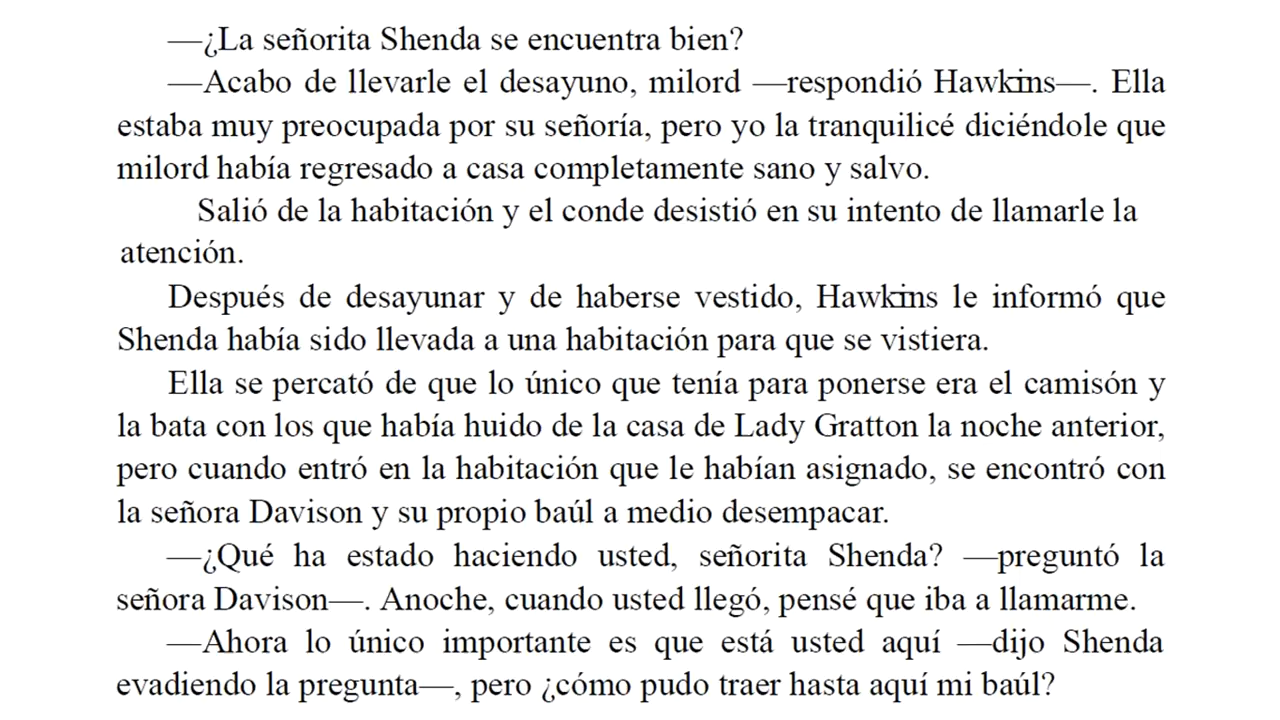 —¿La señorita Shenda se encuentra bien?
—Acabo de llevarle el desayuno, milord —respondió Hawkins—. Ella
estaba muy preocupada por su señoría, pero yo la tranquilicé diciéndole que
milord había regresado a casa completamente sano y salvo.
Salió de la habitación y el conde desistió en su intento de llamarle la
atención.
Después de desayunar y de haberse vestido, Hawkins le informó que
Shenda había sido llevada a una habitación para que se vistiera.
Ella se percató de que lo único que tenía para ponerse era el camisón y
la bata con los que había huido de la casa de Lady Gratton la noche anterior,
pero cuando entró en la habitación que le habían asignado, se encontró con
la señora Davison y su propio baúl a medio desempacar.
—¿Qué ha estado haciendo usted, señorita Shenda? —preguntó la
señora Davison—. Anoche, cuando usted llegó, pensé que iba a llamarme.
—Ahora lo único importante es que está usted aquí —dijo Shenda
evadiendo la pregunta—, pero ¿cómo pudo traer hasta aquí mi baúl?